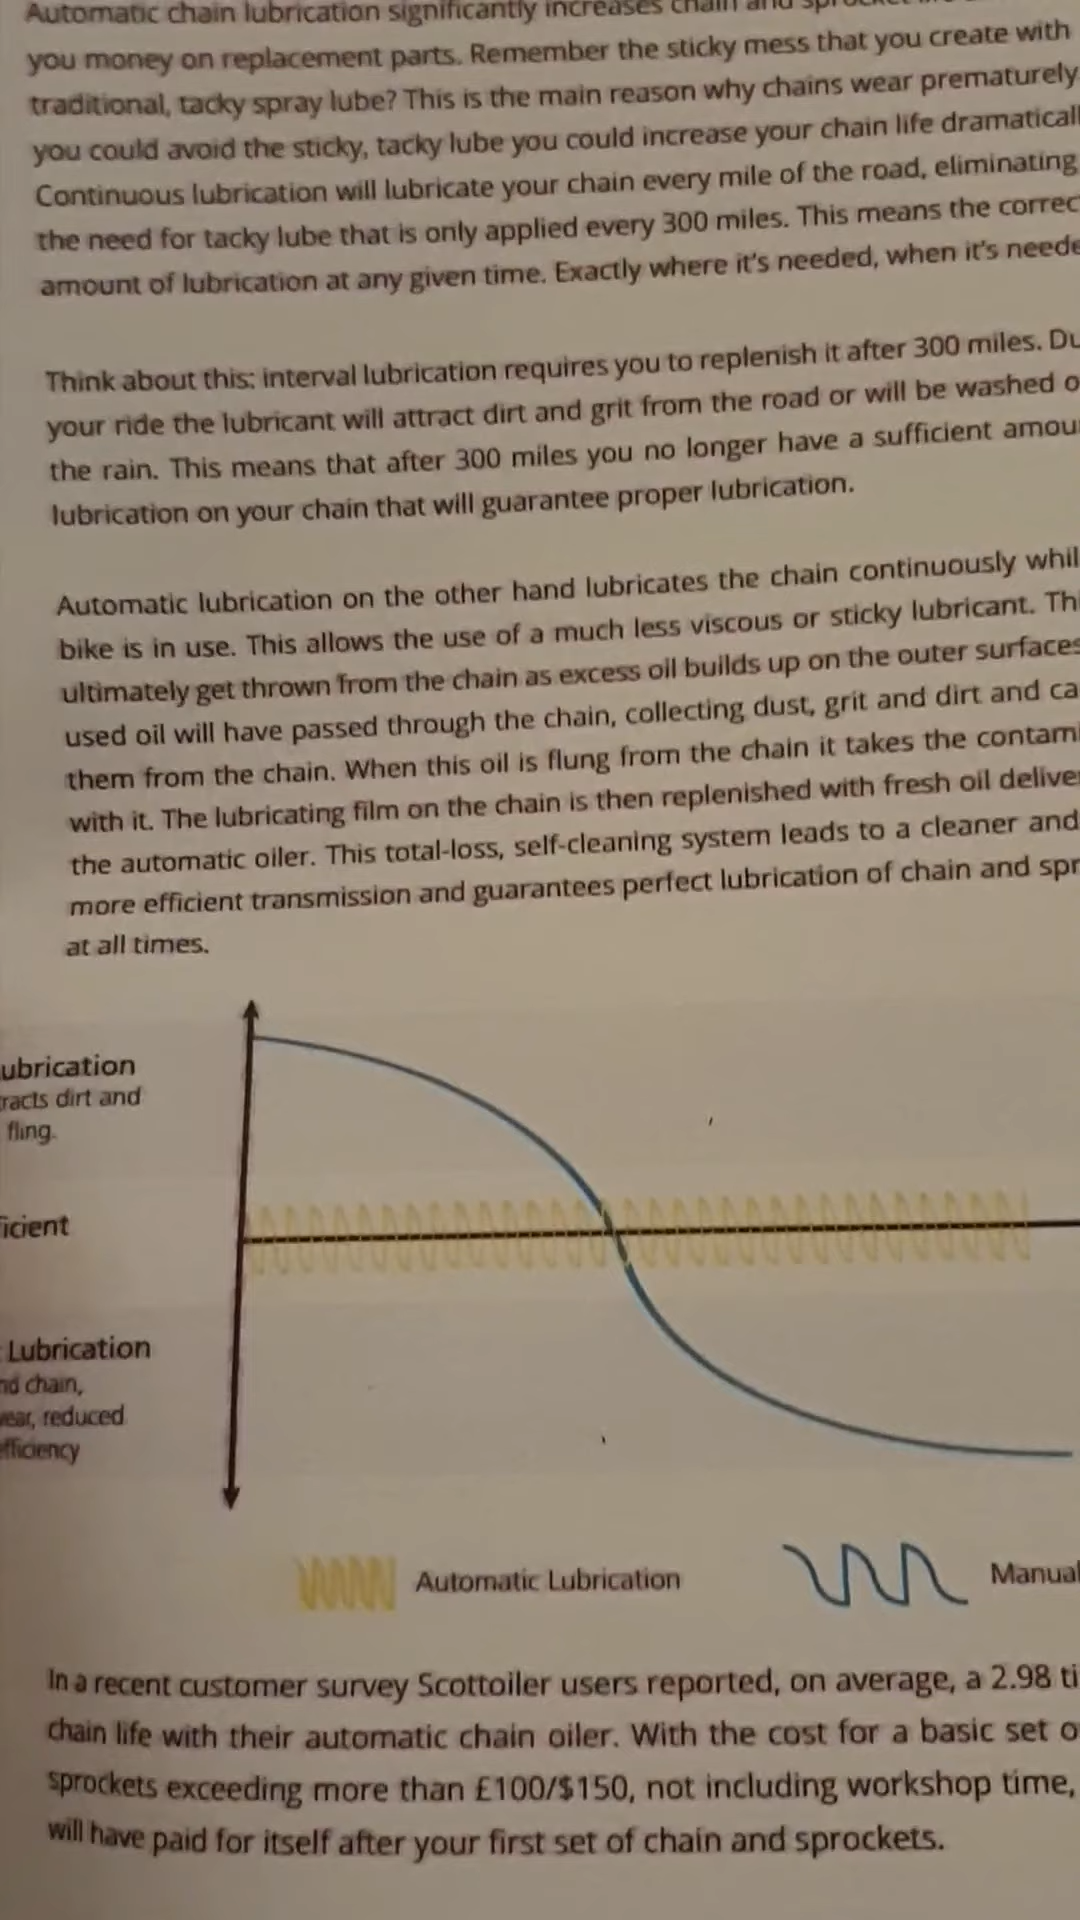 Automatic chain lubrication significantly increases chain and
you money on replacement parts. Remember the sticky mess that you create with
traditional, tacky spray lube? This is the main reason why chains wear prematurely
you could avoid the sticky, tacky lube you could increase your chain life dramaticall
Continuous lubrication will lubricate your chain every mile of the road, eliminating
the need for tacky lube that is only applied every 300 miles. This means the correc
amount of lubrication at any given time. Exactly where it's needed, when it's neede
Think about this: interval lubrication requires you to replenish it after 300 miles. Du
your ride the lubricant will attract dirt and grit from the road or will be washed o
the rain. This means that after 300 miles you no longer have a sufficient amou
lubrication on your chain that will guarantee proper lubrication.
Automatic lubrication on the other hand lubricates the chain continuously whil
bike is in use. This allows the use of a much less viscous or sticky lubricant. Thi
ultimately get thrown from the chain as excess oil builds up on the outer surfaces
used oil will have passed through the chain, collecting dust, grit and dirt and ca
them from the chain. When this oil is flung from the chain it takes the contami
with it. The lubricating film on the chain is then replenished with fresh oil delive
the automatic oiler. This total-loss, self-cleaning system leads to a cleaner and
more efficient transmission and guarantees perfect lubrication of chain and spr
at all times.
ubrication
racts dirt and
fling.
icient
Lubrication
nd chain,
wear, reduced
efficiency
Automatic Lubrication
Manual
In a recent customer survey Scottoiler users reported, on average, a 2.98 ti
chain life with their automatic chain oiler. With the cost for a basic set o
sprockets exceeding more than £100/$150, not including workshop time,
will have paid for itself after your first set of chain and sprockets.